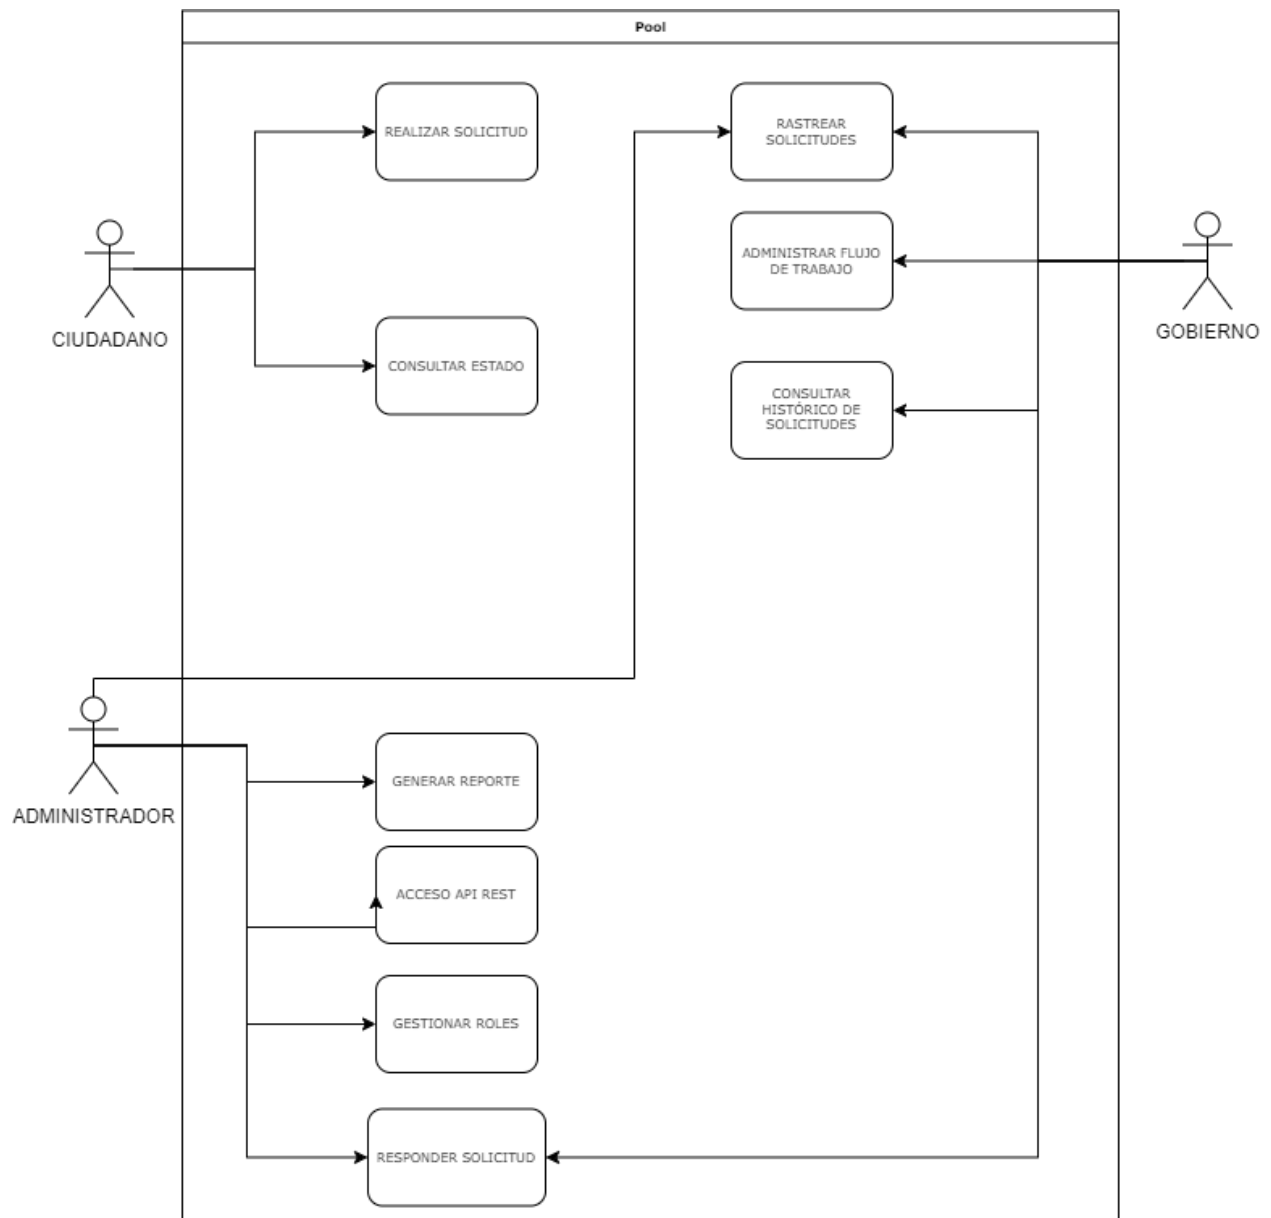 Pool
REALIZAR SOLICITUD
RASTREAR
SOLICITUDES
ADMINISTRAR FLUJO
DE TRABAJO
CIUDADANO
GOBIERNO
CONSULTAR ESTADO
CONSULTAR
HISTÓRICO DE
SOLICITUDES
ADMINISTRADOR
GENERAR REPORTE
ACCESO API REST
GESTIONAR ROLES
RESPONDER SOLICITUD